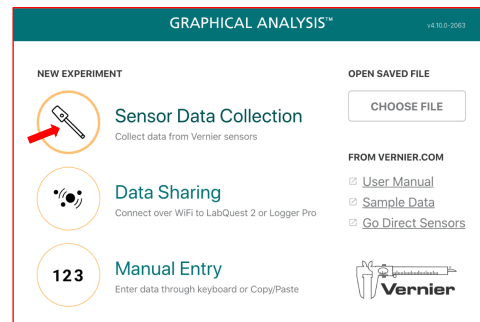 GRAPHICAL ANALYSIS™
v4.10.0-2063
NEW EXPERIMENT
Sensor Data Collection
Collect data from Vernier sensors
Data Sharing
Connect over WiFi to LabQuest 2 or Logger Pro
123
Manual Entry
Enter data through keyboard or Copy/Paste
OPEN SAVED FILE
CHOOSE FILE
FROM VERNIER.COM
User Manual
Sample Data
Go Direct Sensors
Vernier